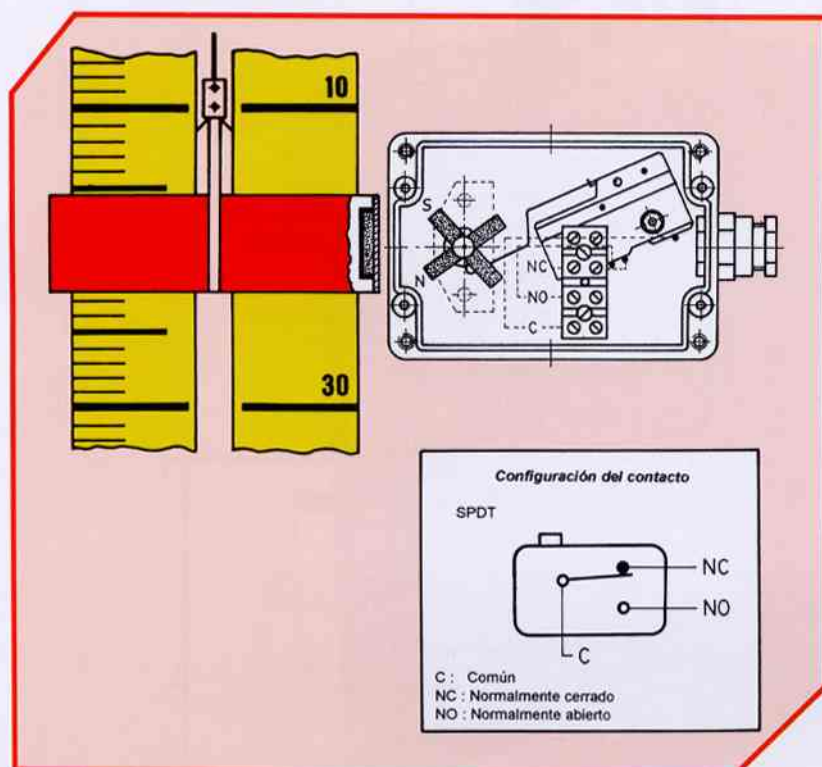 10
30
S
N
NC
NO
C
Configuración del contacto
SPDT
NC
NO
C
C : Común
NC : Normalmente cerrado
NO : Normalmente abierto